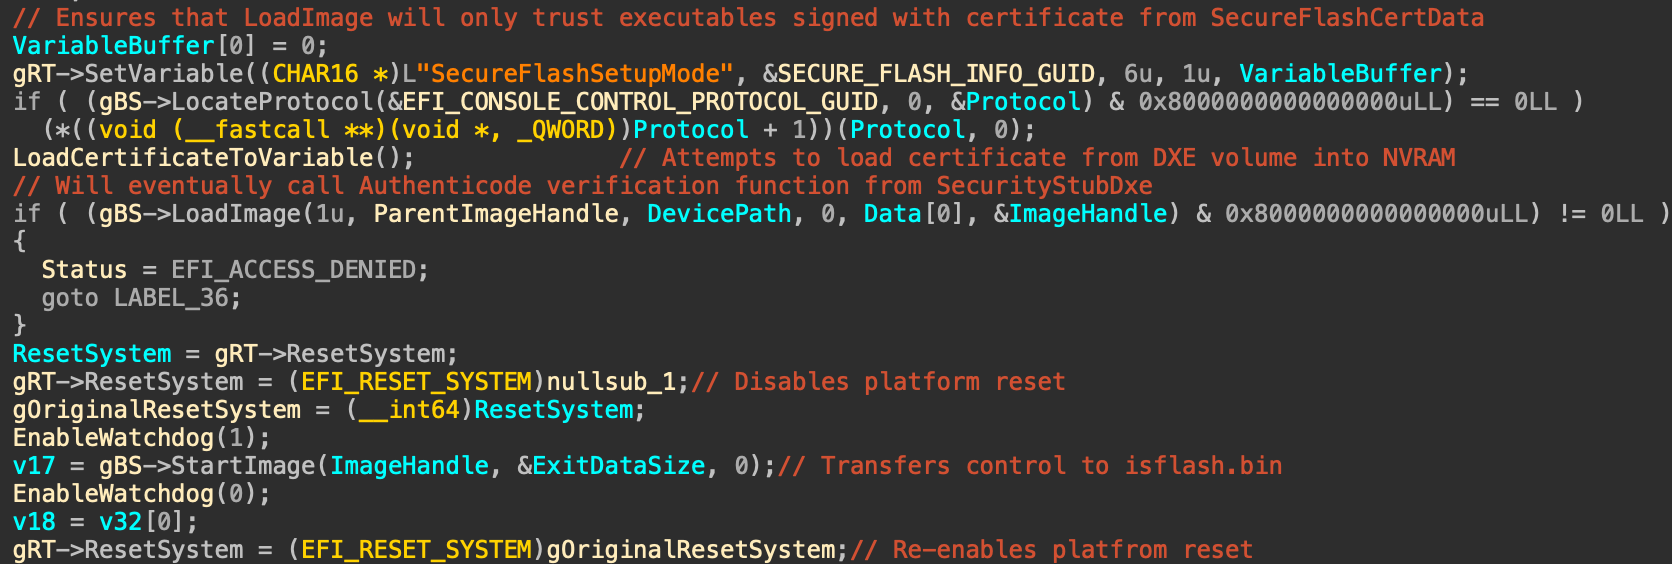 // Ensures that LoadImage will only trust executables signed with certificate from SecureFlashCertData
VariableBuffer[0] = 0;
gRT->SetVariable((CHAR16 *)L"SecureFlashSetupMode", &SECURE_FLASH_INFO_GUID, 6u, 1u, VariableBuffer);
if ( (gBS->LocateProtocol(&EFI_CONSOLE_CONTROL_PROTOCOL_GUID, 0, &Protocol) & 0x8000000000000000uLL) == 0LL )
  (*((void (__fastcall **)(void *, _QWORD))Protocol + 1))(Protocol, 0);
LoadCertificateToVariable();              // Attempts to load certificate from DXE volume into NVRAM
// Will eventually call Authenticode verification function from SecurityStubDxe
if ( (gBS->LoadImage(1u, ParentImageHandle, DevicePath, 0, Data[0], &ImageHandle) & 0x8000000000000000uLL) != 0LL )
{
  Status = EFI_ACCESS_DENIED;
  goto LABEL_36;
}
ResetSystem = gRT->ResetSystem;
gRT->ResetSystem = (EFI_RESET_SYSTEM)nullsub_1;// Disables platform reset
gOriginalResetSystem = (__int64)ResetSystem;
EnableWatchdog(1);
v17 = gBS->StartImage(ImageHandle, &ExitDataSize, 0);// Transfers control to isflash.bin
EnableWatchdog(0);
v18 = v32[0];
gRT->ResetSystem = (EFI_RESET_SYSTEM)gOriginalResetSystem;// Re-enables platfrom reset